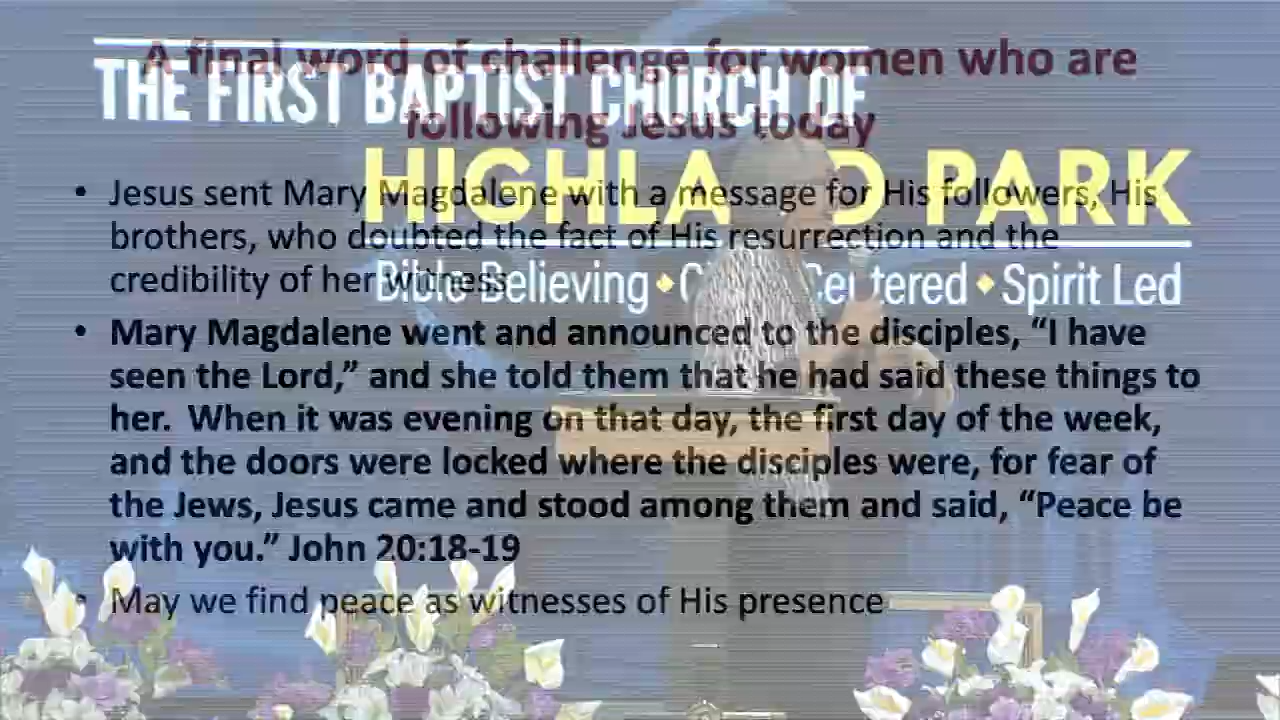 A final word of challenge for women who are
following Jesus today
THE FIRST BAPTIST CHURCH OF
HIGHLA D PARK
Bible Believing • C Centered • Spirit Led
• Jesus sent Mary Magdalene with a message for His followers, His
brothers, who doubted the fact of His resurrection and the
credibility of her witness
• Mary Magdalene went and announced to the disciples, “I have
seen the Lord,” and she told them that he had said these things to
her. When it was evening on that day, the first day of the week,
and the doors were locked where the disciples were, for fear of
the Jews, Jesus came and stood among them and said, “Peace be
with you.” John 20:18-19
• May we find peace as witnesses of His presence